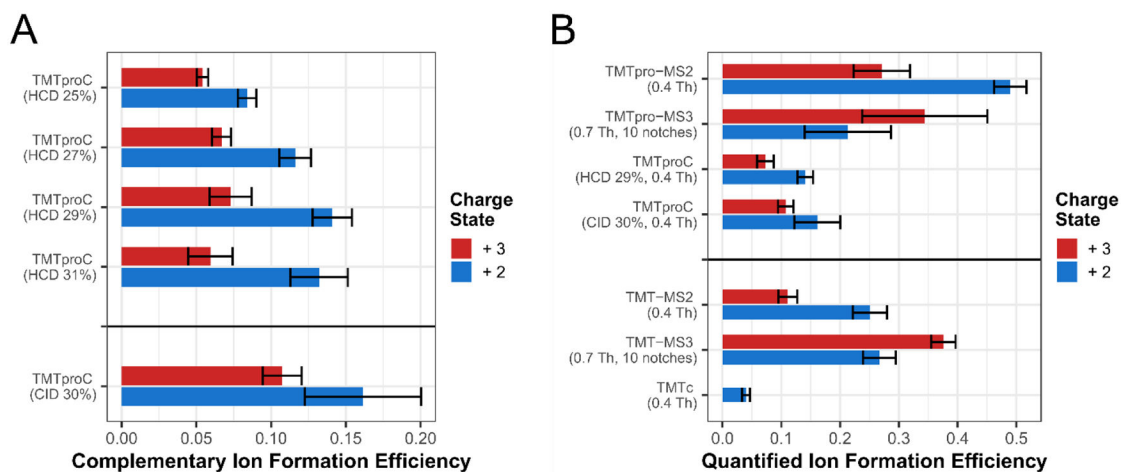 A
TMTproC
(HCD 25%)
TMTproC
(HCD 27%)
TMTproC
(HCD 29%)
TMTproC
(HCD 31%)
TMTproC
(CID 30%)
0.00 0.05 0.10 0.15 0.20
Complementary Ion Formation Efficiency
Charge
State
+ 3
+ 2
B
TMTpro−MS2
(0.4 Th)
TMTpro−MS3
(0.7 Th, 10 notches)
TMTproC
(HCD 29%, 0.4 Th)
TMTproC
(CID 30%, 0.4 Th)
TMT−MS2
(0.4 Th)
TMT−MS3
(0.7 Th, 10 notches)
TMTc
(0.4 Th)
0.0 0.1 0.2 0.3 0.4 0.5
Quantified Ion Formation Efficiency
Charge
State
+ 3
+ 2